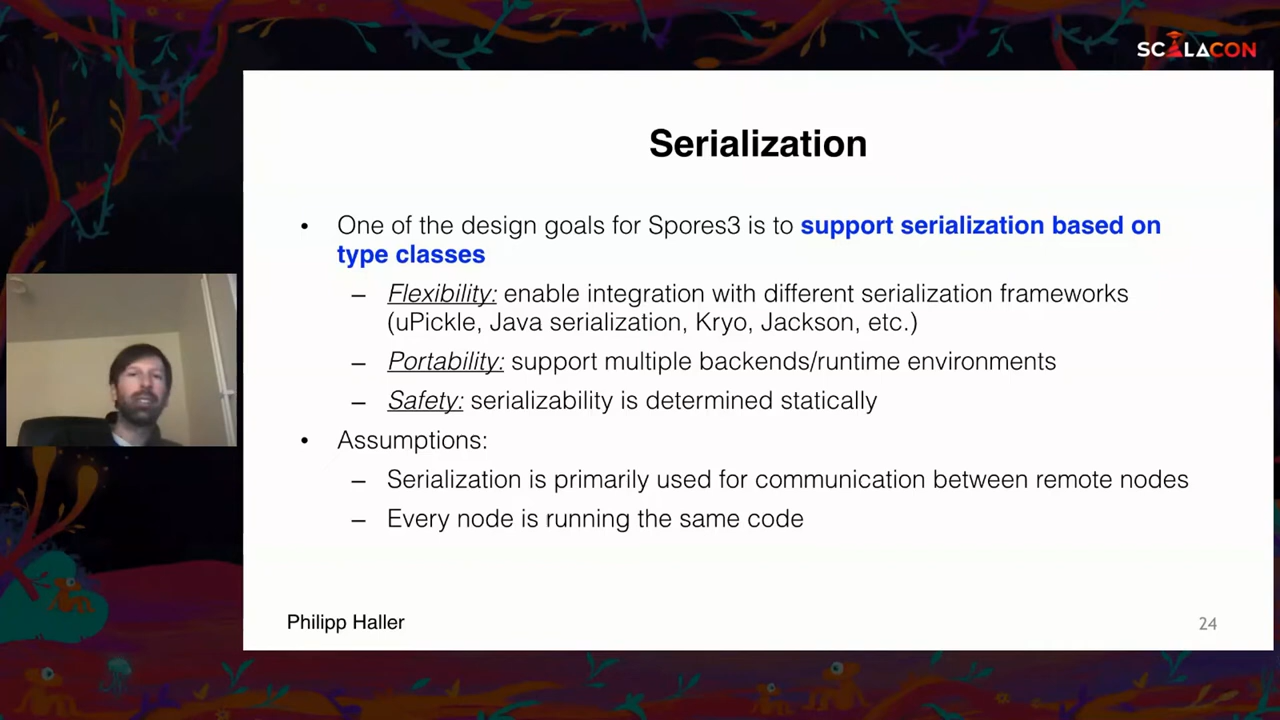 SCALACON
Serialization
• One of the design goals for Spores3 is to support serialization based on
type classes
– Flexibility: enable integration with different serialization frameworks
(uPickle, Java serialization, Kryo, Jackson, etc.)
– Portability: support multiple backends/runtime environments
– Safety: serializability is determined statically
• Assumptions:
– Serialization is primarily used for communication between remote nodes
– Every node is running the same code
Philipp Haller
24